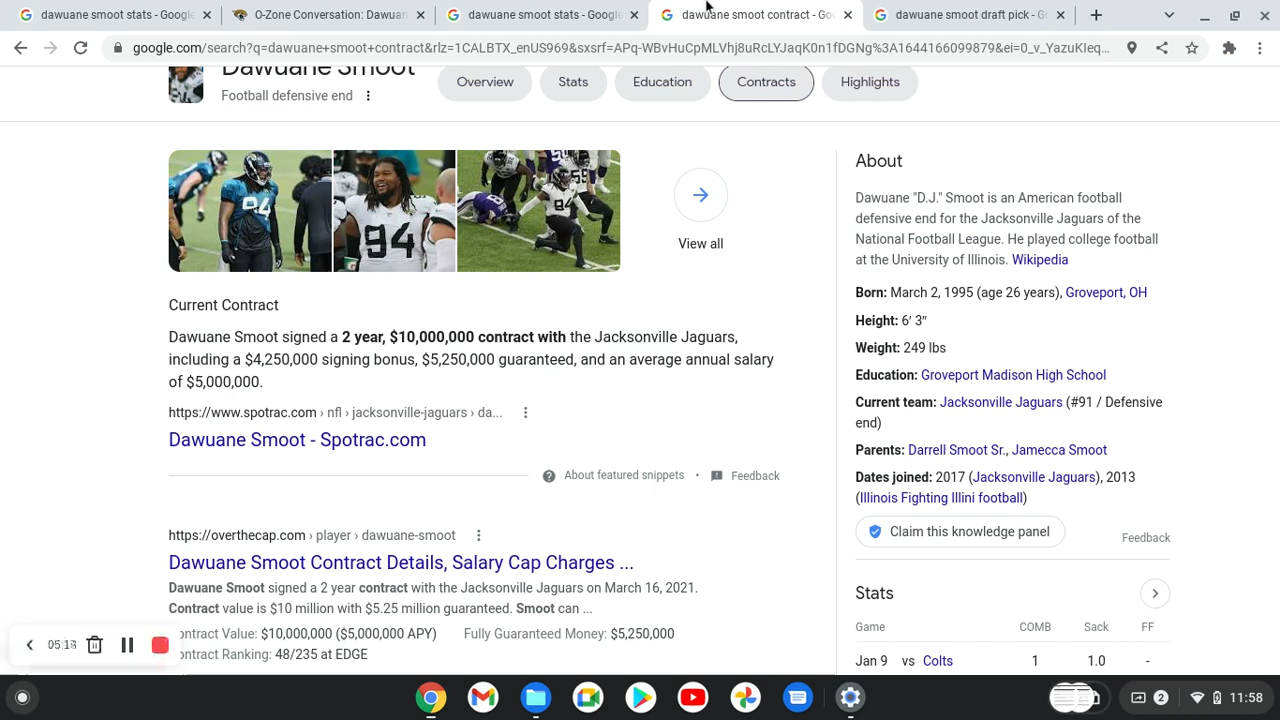 dawuane smoot stats - Google
O-Zone Conversation: Dawuan
dawuane smoot stats - Google
dawuane smoot contract - Goo
dawuane smoot draft pick - Go
google.com/search?q=dawuane+smoot+contract&rlz=1CALBTX_enUS969&sxsrf=APq-WBvHuCpMLVhj8uRcLYJaqK0n1fDGNg%3A1644166099879&ei=0_v_YazuKIeq...
Dawuane Smoot
Football defensive end
Overview
Stats
Education
Contracts
Highlights
94
94
94
55
View all
Current Contract
Dawuane Smoot signed a 2 year, $10,000,000 contract with the Jacksonville Jaguars,
including a $4,250,000 signing bonus, $5,250,000 guaranteed, and an average annual salary
of $5,000,000.
https://www.spotrac.com › nfl › jacksonville-jaguars › da...
Dawuane Smoot - Spotrac.com
About featured snippets • Feedback
https://overthecap.com › player › dawuane-smoot
Dawuane Smoot Contract Details, Salary Cap Charges ...
Dawuane Smoot signed a 2 year contract with the Jacksonville Jaguars on March 16, 2021.
Contract value is $10 million with $5.25 million guaranteed. Smoot can ...
ontract Value: $10,000,000 ($5,000,000 APY) Fully Guaranteed Money: $5,250,000
ontract Ranking: 48/235 at EDGE
About
Dawuane "D.J." Smoot is an American football
defensive end for the Jacksonville Jaguars of the
National Football League. He played college football
at the University of Illinois. Wikipedia
Born: March 2, 1995 (age 26 years), Groveport, OH
Height: 6′ 3″
Weight: 249 lbs
Education: Groveport Madison High School
Current team: Jacksonville Jaguars (#91 / Defensive
end)
Parents: Darrell Smoot Sr., Jamecca Smoot
Dates joined: 2017 (Jacksonville Jaguars), 2013
(Illinois Fighting Illini football)
Claim this knowledge panel
Feedback
Stats
Game COMB Sack FF
Jan 9 vs Colts 1 1.0 -
2
11:58